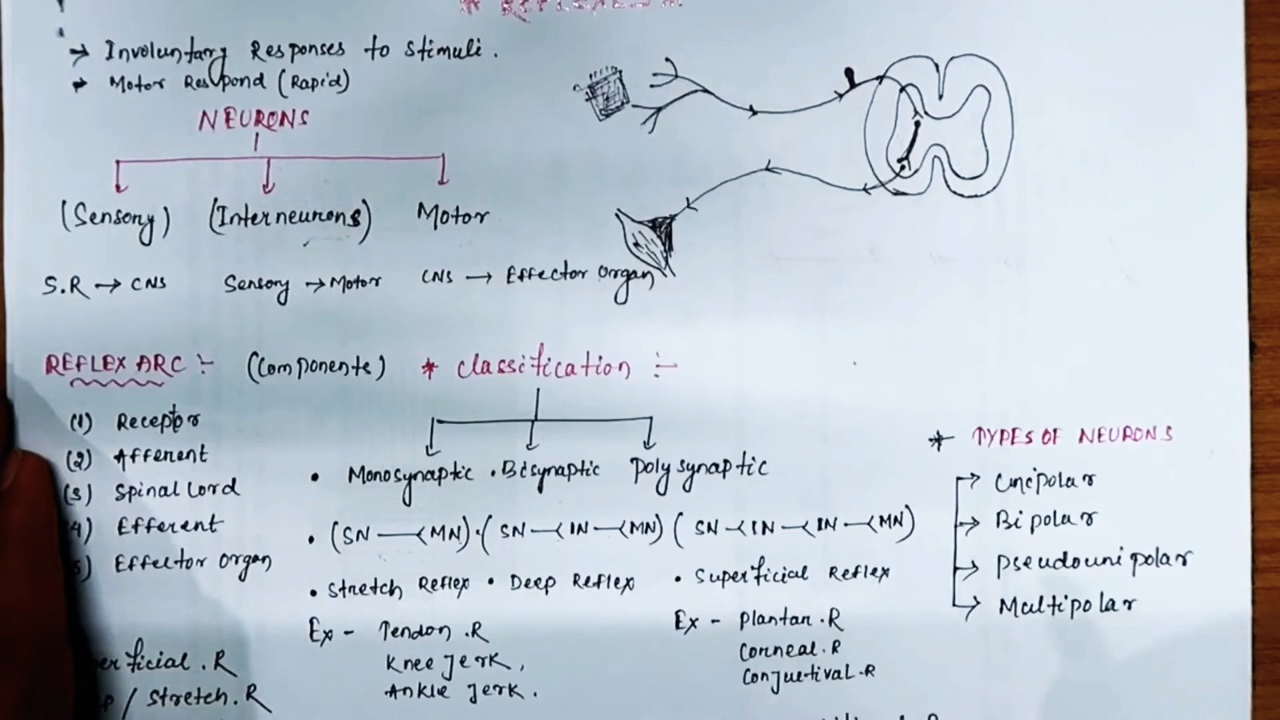 → Involuntary Responses to stimuli.
→ Motor Respond (Rapid)
NEURONS
(Sensory) (Interneurons) Motor
S.R → CNS Sensory → Motor CNS → Effector organ
REFLEX ARC :- (Components)
(1) Receptor
(2) Afferent
(3) Spinal Cord
4) Efferent
5) Effector organ
erficial.R
p / Stretch.R
* Classification :-
• Monosynaptic • Bisynaptic Polysynaptic
• (SN —< MN) • (SN —< IN —< MN) (SN —< IN —< IN —< MN)
• Stretch Reflex • Deep Reflex • Superficial Reflex
Ex - Tendon .R
Knee Jerk,
Ankle Jerk.
Ex - Plantar .R
Corneal .R
Conjuctival .R
* TYPES OF NEURONS
→ Unipolar
→ Bipolar
→ Pseudounipolar
→ Multipolar